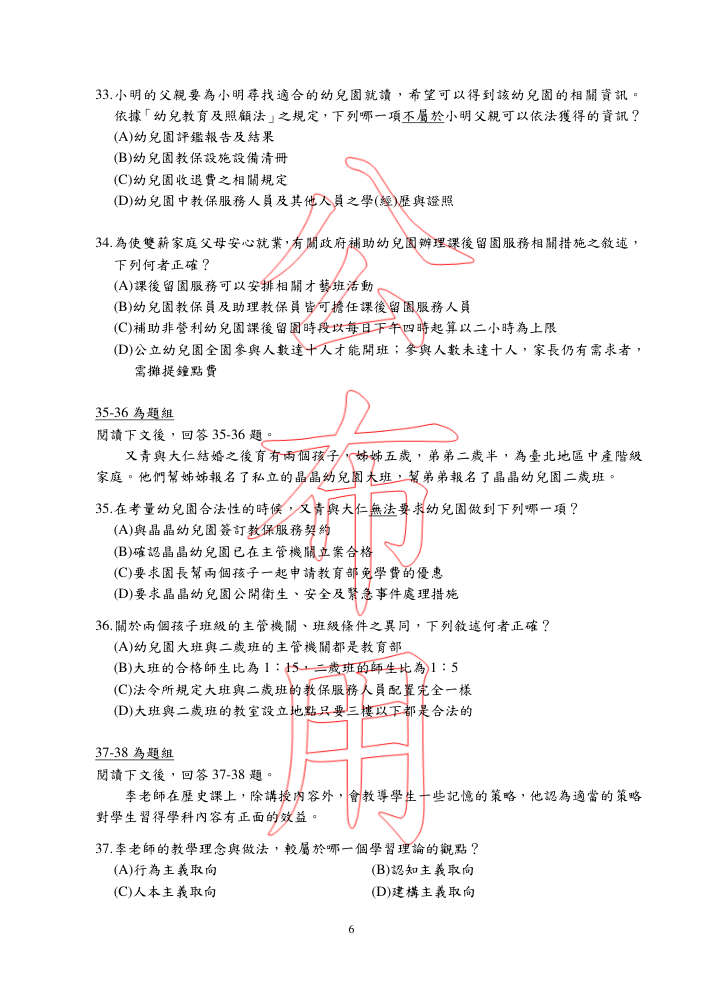 33.小明的父親要為小明尋找適合的幼兒園就讀，希望可以得到該幼兒園的相關資訊。
依據「幼兒教育及照顧法」之規定，下列哪一項不屬於小明父親可以依法獲得的資訊？
(A)幼兒園評鑑報告及結果
(B)幼兒園教保設施設備清冊
(C)幼兒園收退費之相關規定
(D)幼兒園中教保服務人員及其他人員之學(經)歷與證照
34.為使雙薪家庭父母安心就業，有關政府補助幼兒園辦理課後留園服務相關措施之敘述，
下列何者正確？
(A)課後留園服務可以安排相關才藝班活動
(B)幼兒園教保員及助理教保員皆可擔任課後留園服務人員
(C)補助非營利幼兒園課後留園時段以每日下午四時起算以二小時為上限
(D)公立幼兒園全園參與人數達十人才能開班；參與人數未達十人，家長仍有需求者，
需攤提鐘點費
35-36 為題組
閱讀下文後，回答 35-36 題。
又青與大仁結婚之後育有兩個孩子，姊姊五歲，弟弟二歲半，為臺北地區中產階級
家庭。他們幫姊姊報名了私立的晶晶幼兒園大班，幫弟弟報名了晶晶幼兒園二歲班。
35.在考量幼兒園合法性的時候，又青與大仁無法要求幼兒園做到下列哪一項？
(A)與晶晶幼兒園簽訂教保服務契約
(B)確認晶晶幼兒園已在主管機關立案合格
(C)要求園長幫兩個孩子一起申請教育部免學費的優惠
(D)要求晶晶幼兒園公開衛生、安全及緊急事件處理措施
36.關於兩個孩子班級的主管機關、班級條件之異同，下列敘述何者正確？
(A)幼兒園大班與二歲班的主管機關都是教育部
(B)大班的合格師生比為 1：15，二歲班的師生比為 1：5
(C)法令所規定大班與二歲班的教保服務人員配置完全一樣
(D)大班與二歲班的教室設立地點只要三樓以下都是合法的
37-38 為題組
閱讀下文後，回答 37-38 題。
李老師在歷史課上，除講授內容外，會教導學生一些記憶的策略，他認為適當的策略
對學生習得學科內容有正面的效益。
37.李老師的教學理念與做法，較屬於哪一個學習理論的觀點？
(A)行為主義取向 (B)認知主義取向
(C)人本主義取向 (D)建構主義取向
6
公布用